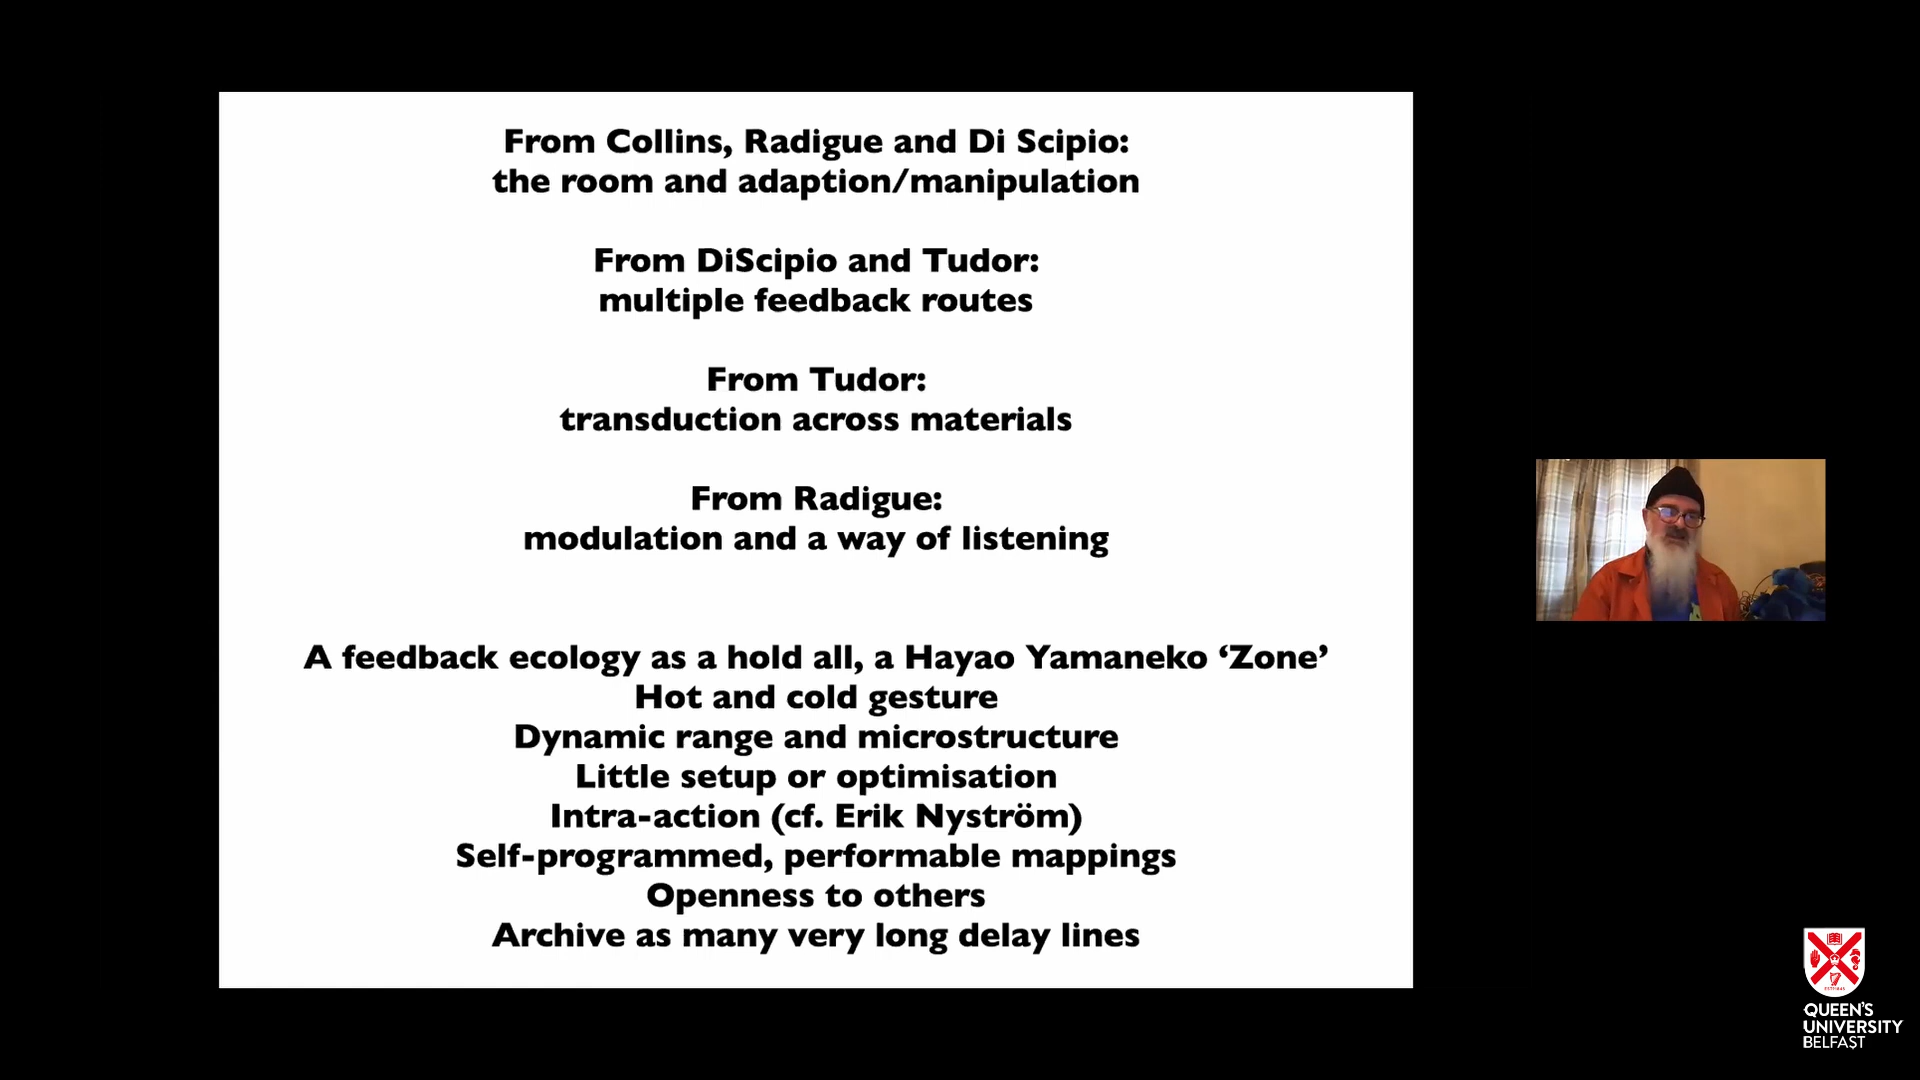 From Collins, Radigue and Di Scipio:
the room and adaption/manipulation
From DiScipio and Tudor:
multiple feedback routes
From Tudor:
transduction across materials
From Radigue:
modulation and a way of listening
A feedback ecology as a hold all, a Hayao Yamaneko ‘Zone’
Hot and cold gesture
Dynamic range and microstructure
Little setup or optimisation
Intra-action (cf. Erik Nyström)
Self-programmed, performable mappings
Openness to others
Archive as many very long delay lines
QUEEN'S
UNIVERSITY
BELFAST